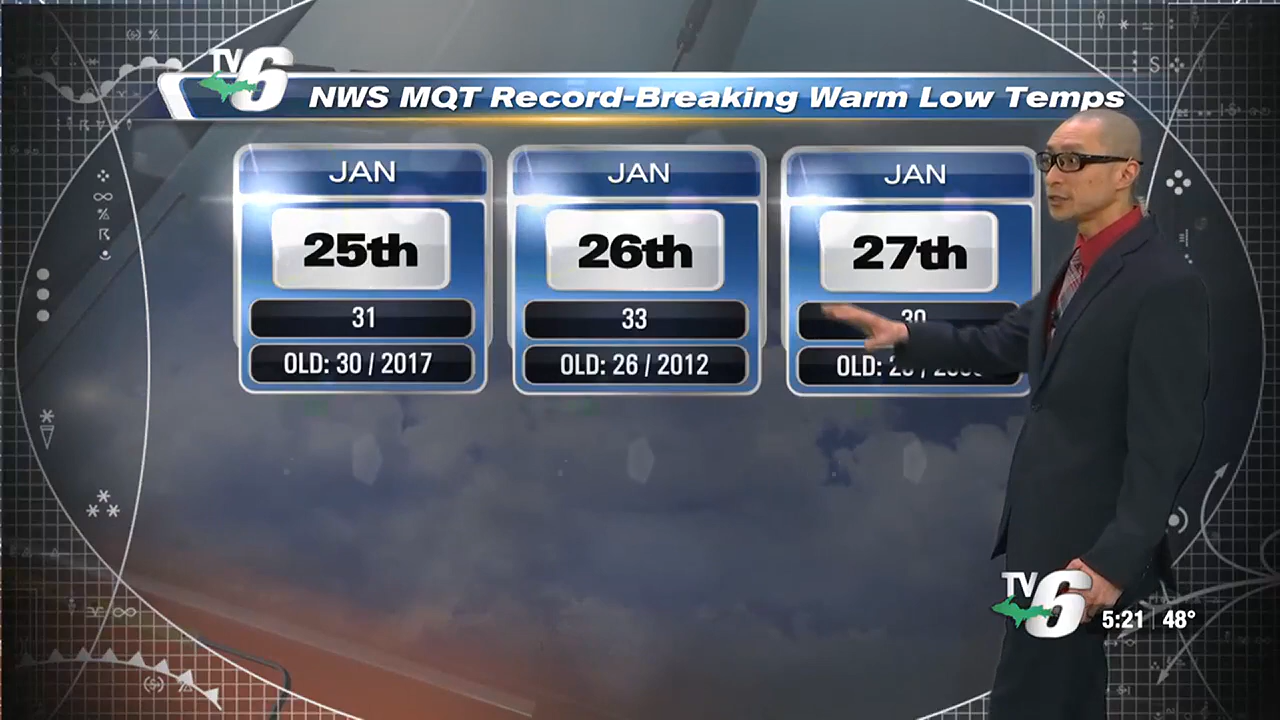 TV6
NWS MQT Record-Breaking Warm Low Temps
JAN
25th
31
OLD: 30 / 2017
JAN
26th
33
OLD: 26 / 2012
JAN
27th
OLD:
TV6
5:21 48°